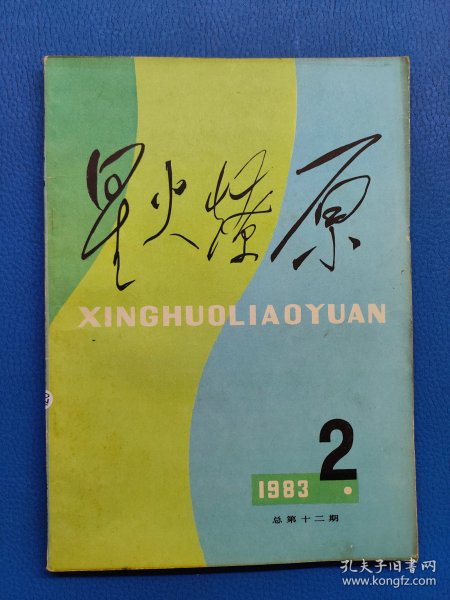 星火燎原
XINGHUOLIAOYUAN
1983 2
总第十二期
孔夫子旧书网
www.kongfz.com